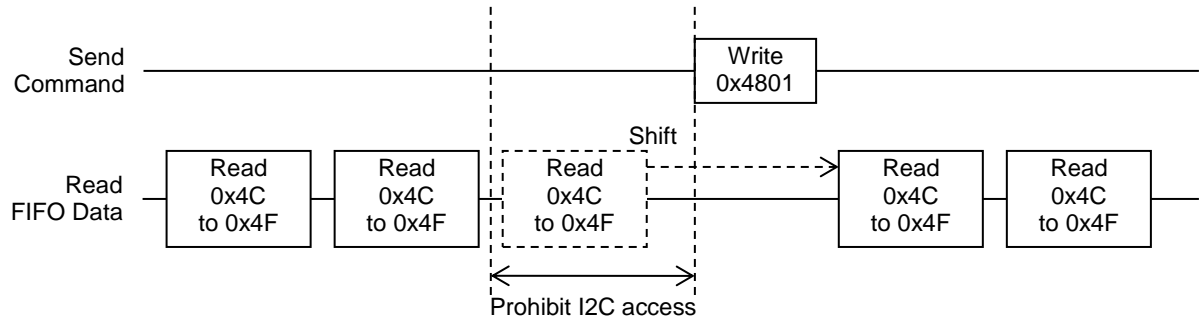 Send
Command
Write
0x4801
Shift
Read
FIFO Data
Read
0x4C
to 0x4F
Read
0x4C
to 0x4F
Read
0x4C
to 0x4F
Read
0x4C
to 0x4F
Read
0x4C
to 0x4F
Prohibit I2C access